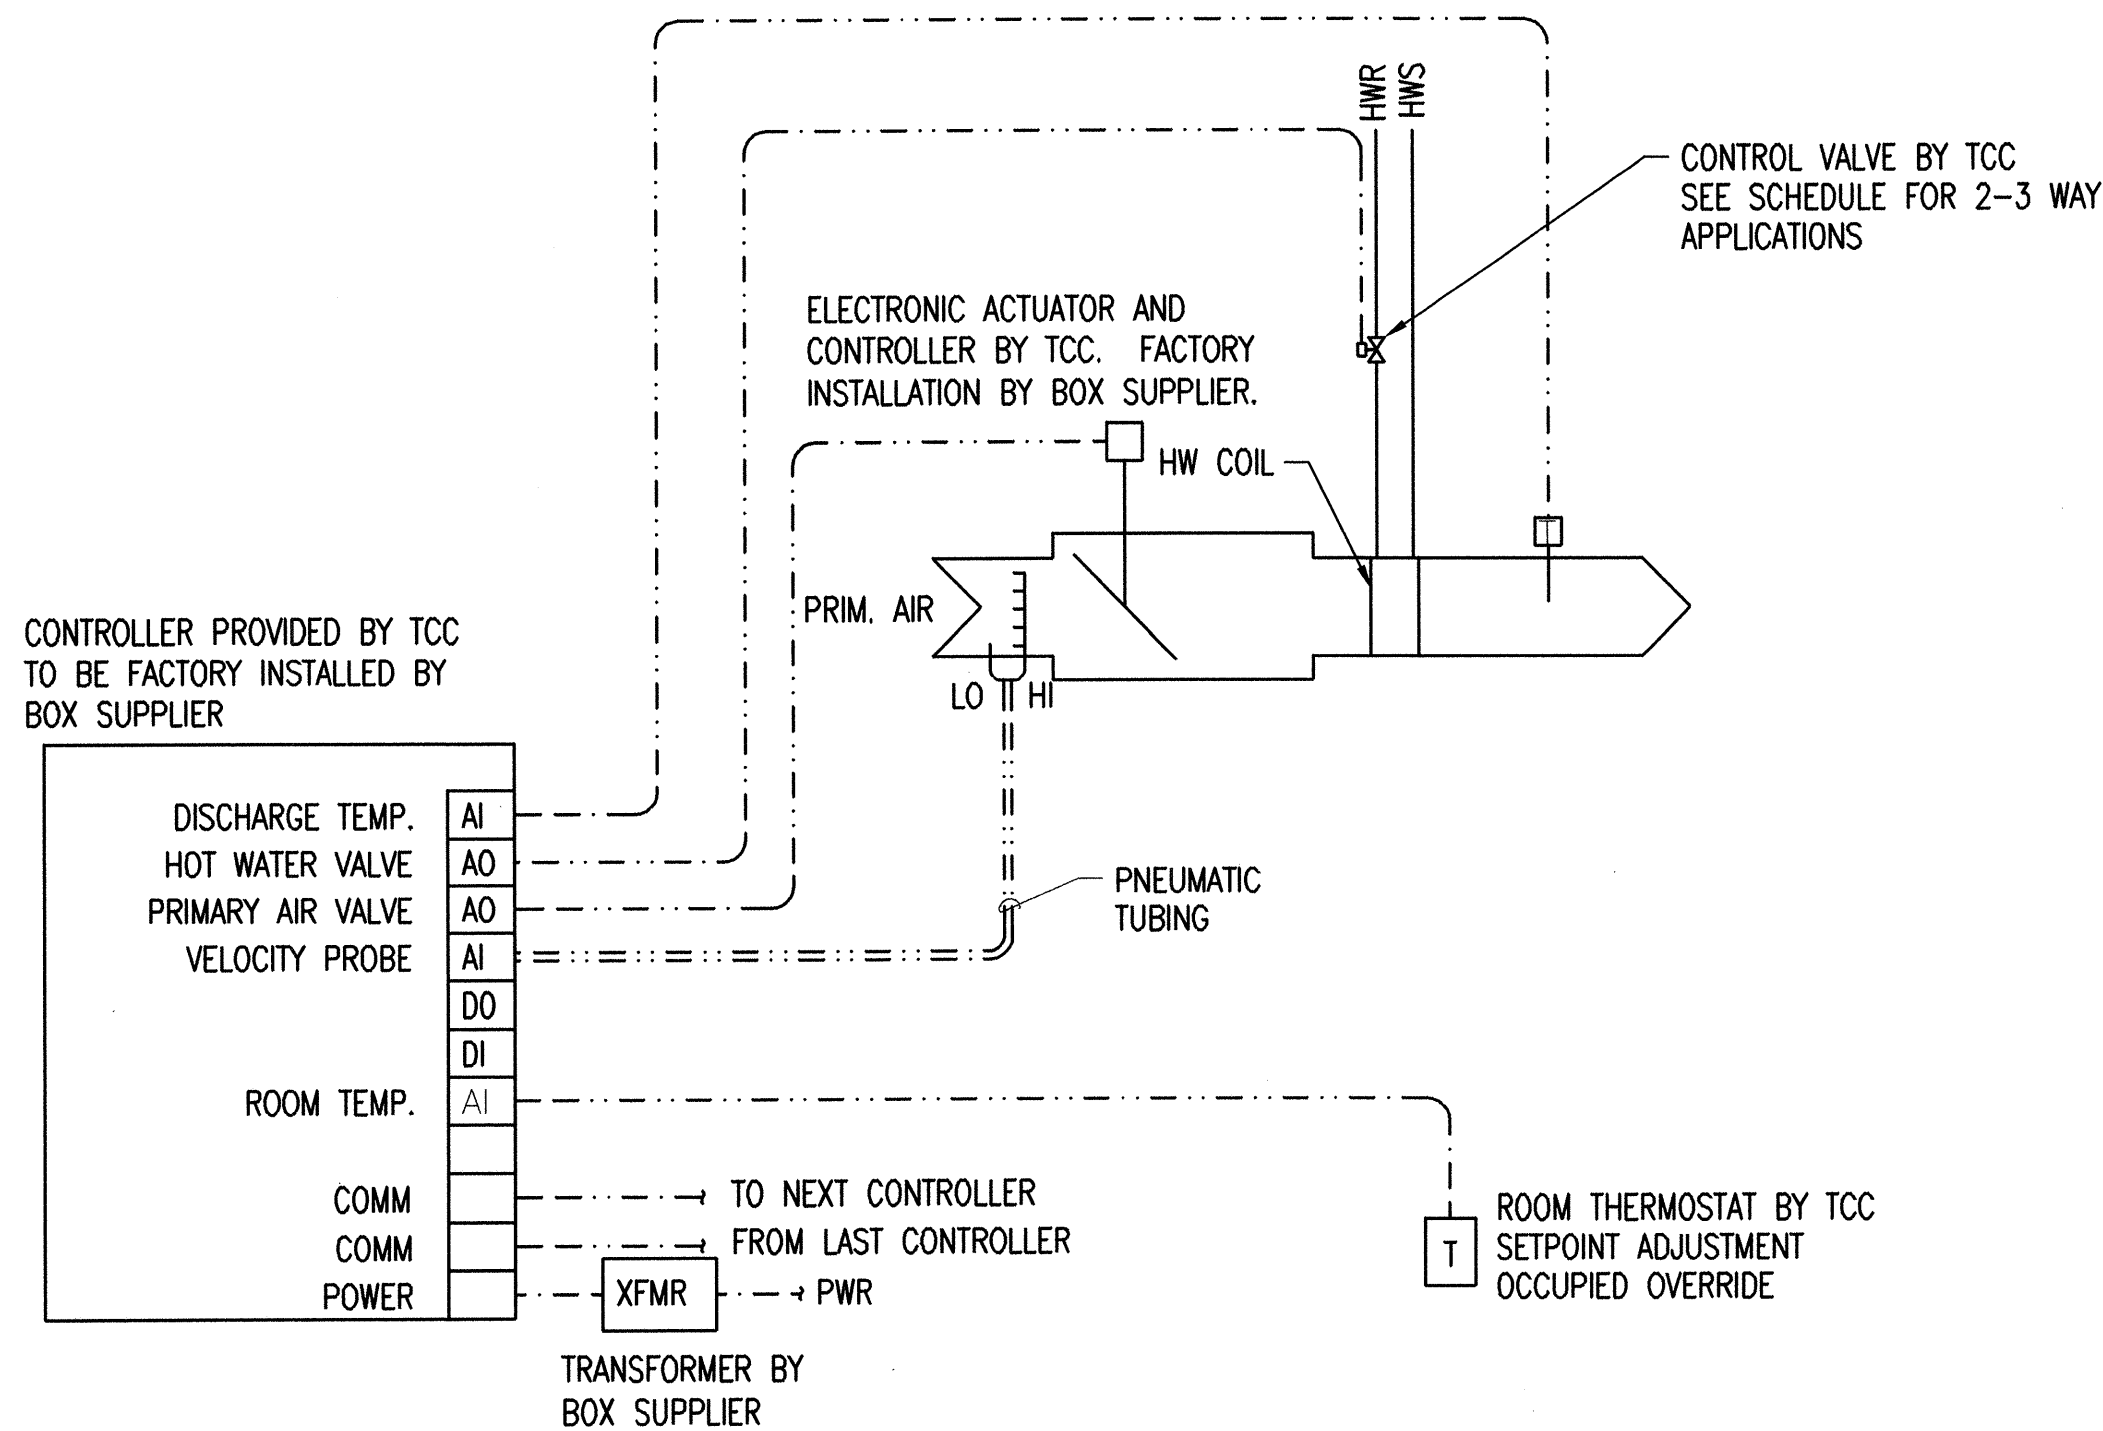 HWR
HWS
CONTROL VALVE BY TCC
SEE SCHEDULE FOR 2-3 WAY
APPLICATIONS
ELECTRONIC ACTUATOR AND
CONTROLLER BY TCC. FACTORY
INSTALLATION BY BOX SUPPLIER.
HW COIL
T
PRIM. AIR
LO
HI
CONTROLLER PROVIDED BY TCC
TO BE FACTORY INSTALLED BY
BOX SUPPLIER
DISCHARGE TEMP. AI
HOT WATER VALVE AO
PRIMARY AIR VALVE AO
VELOCITY PROBE AI
DO
DI
ROOM TEMP. AI
PNEUMATIC
TUBING
COMM
TO NEXT CONTROLLER
COMM
FROM LAST CONTROLLER
POWER
XFMR
PWR
TRANSFORMER BY
BOX SUPPLIER
T
ROOM THERMOSTAT BY TCC
SETPOINT ADJUSTMENT
OCCUPIED OVERRIDE